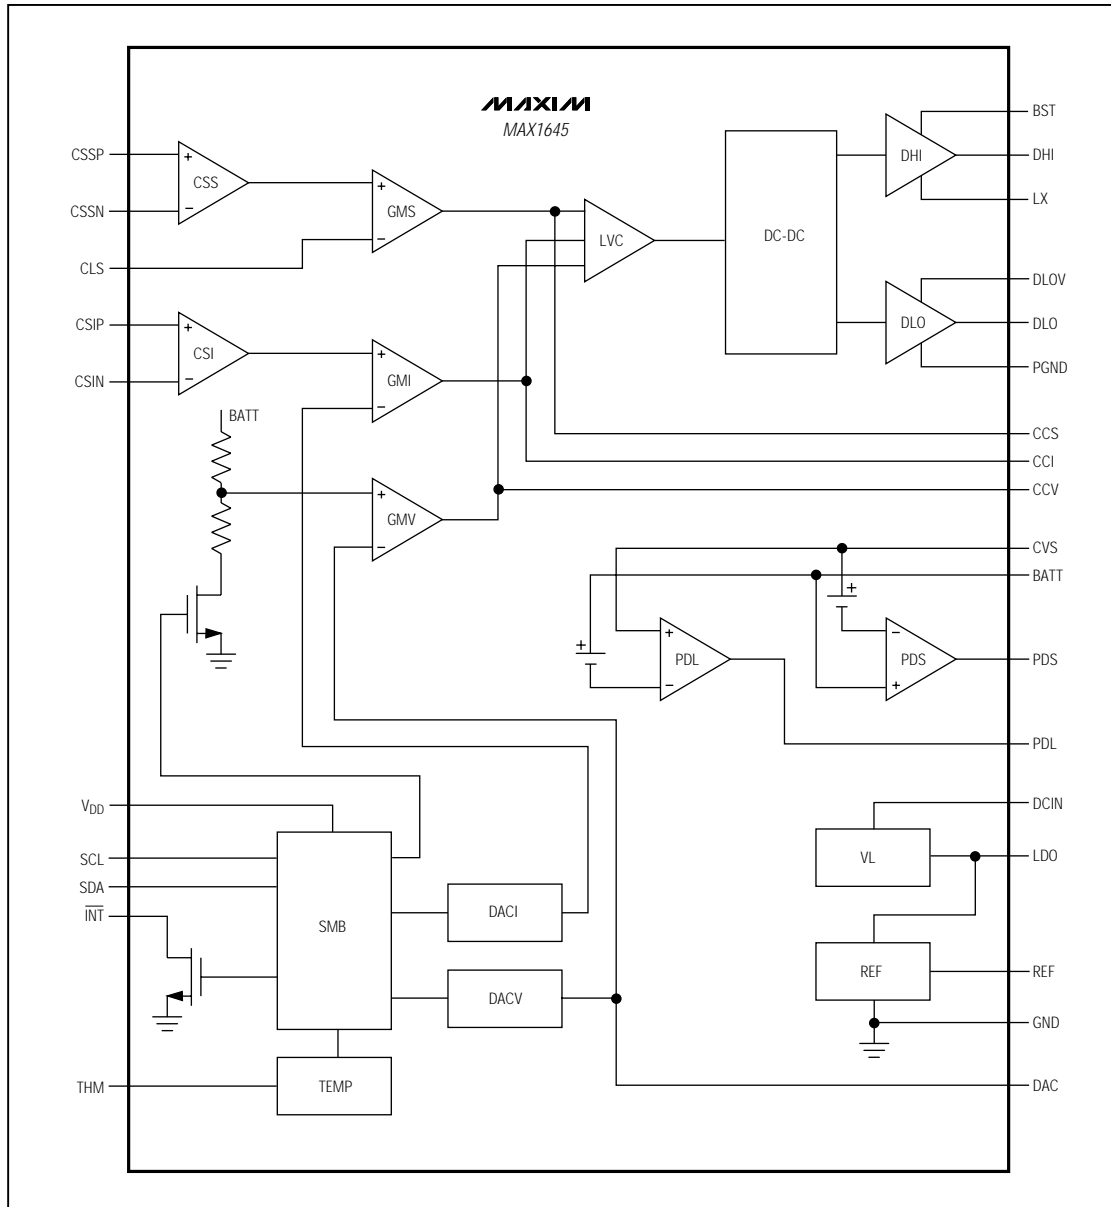 MAXIM
MAX1645
CSSP
CSSN
CLS
CSIP
CSIN
+
−
CSS
+
−
GMS
LVC
DC-DC
DHI
BST
DHI
LX
DLO
DLOV
DLO
PGND
+
−
CSI
+
−
GMI
BATT
+
−
GMV
CCS
CCI
CCV
CVS
BATT
+
+
+
−
PDL
−
+
PDS
PDS
PDL
VDD
SCL
SDA
INT
THM
SMB
TEMP
DACI
DACV
VL
REF
DCIN
LDO
REF
GND
DAC